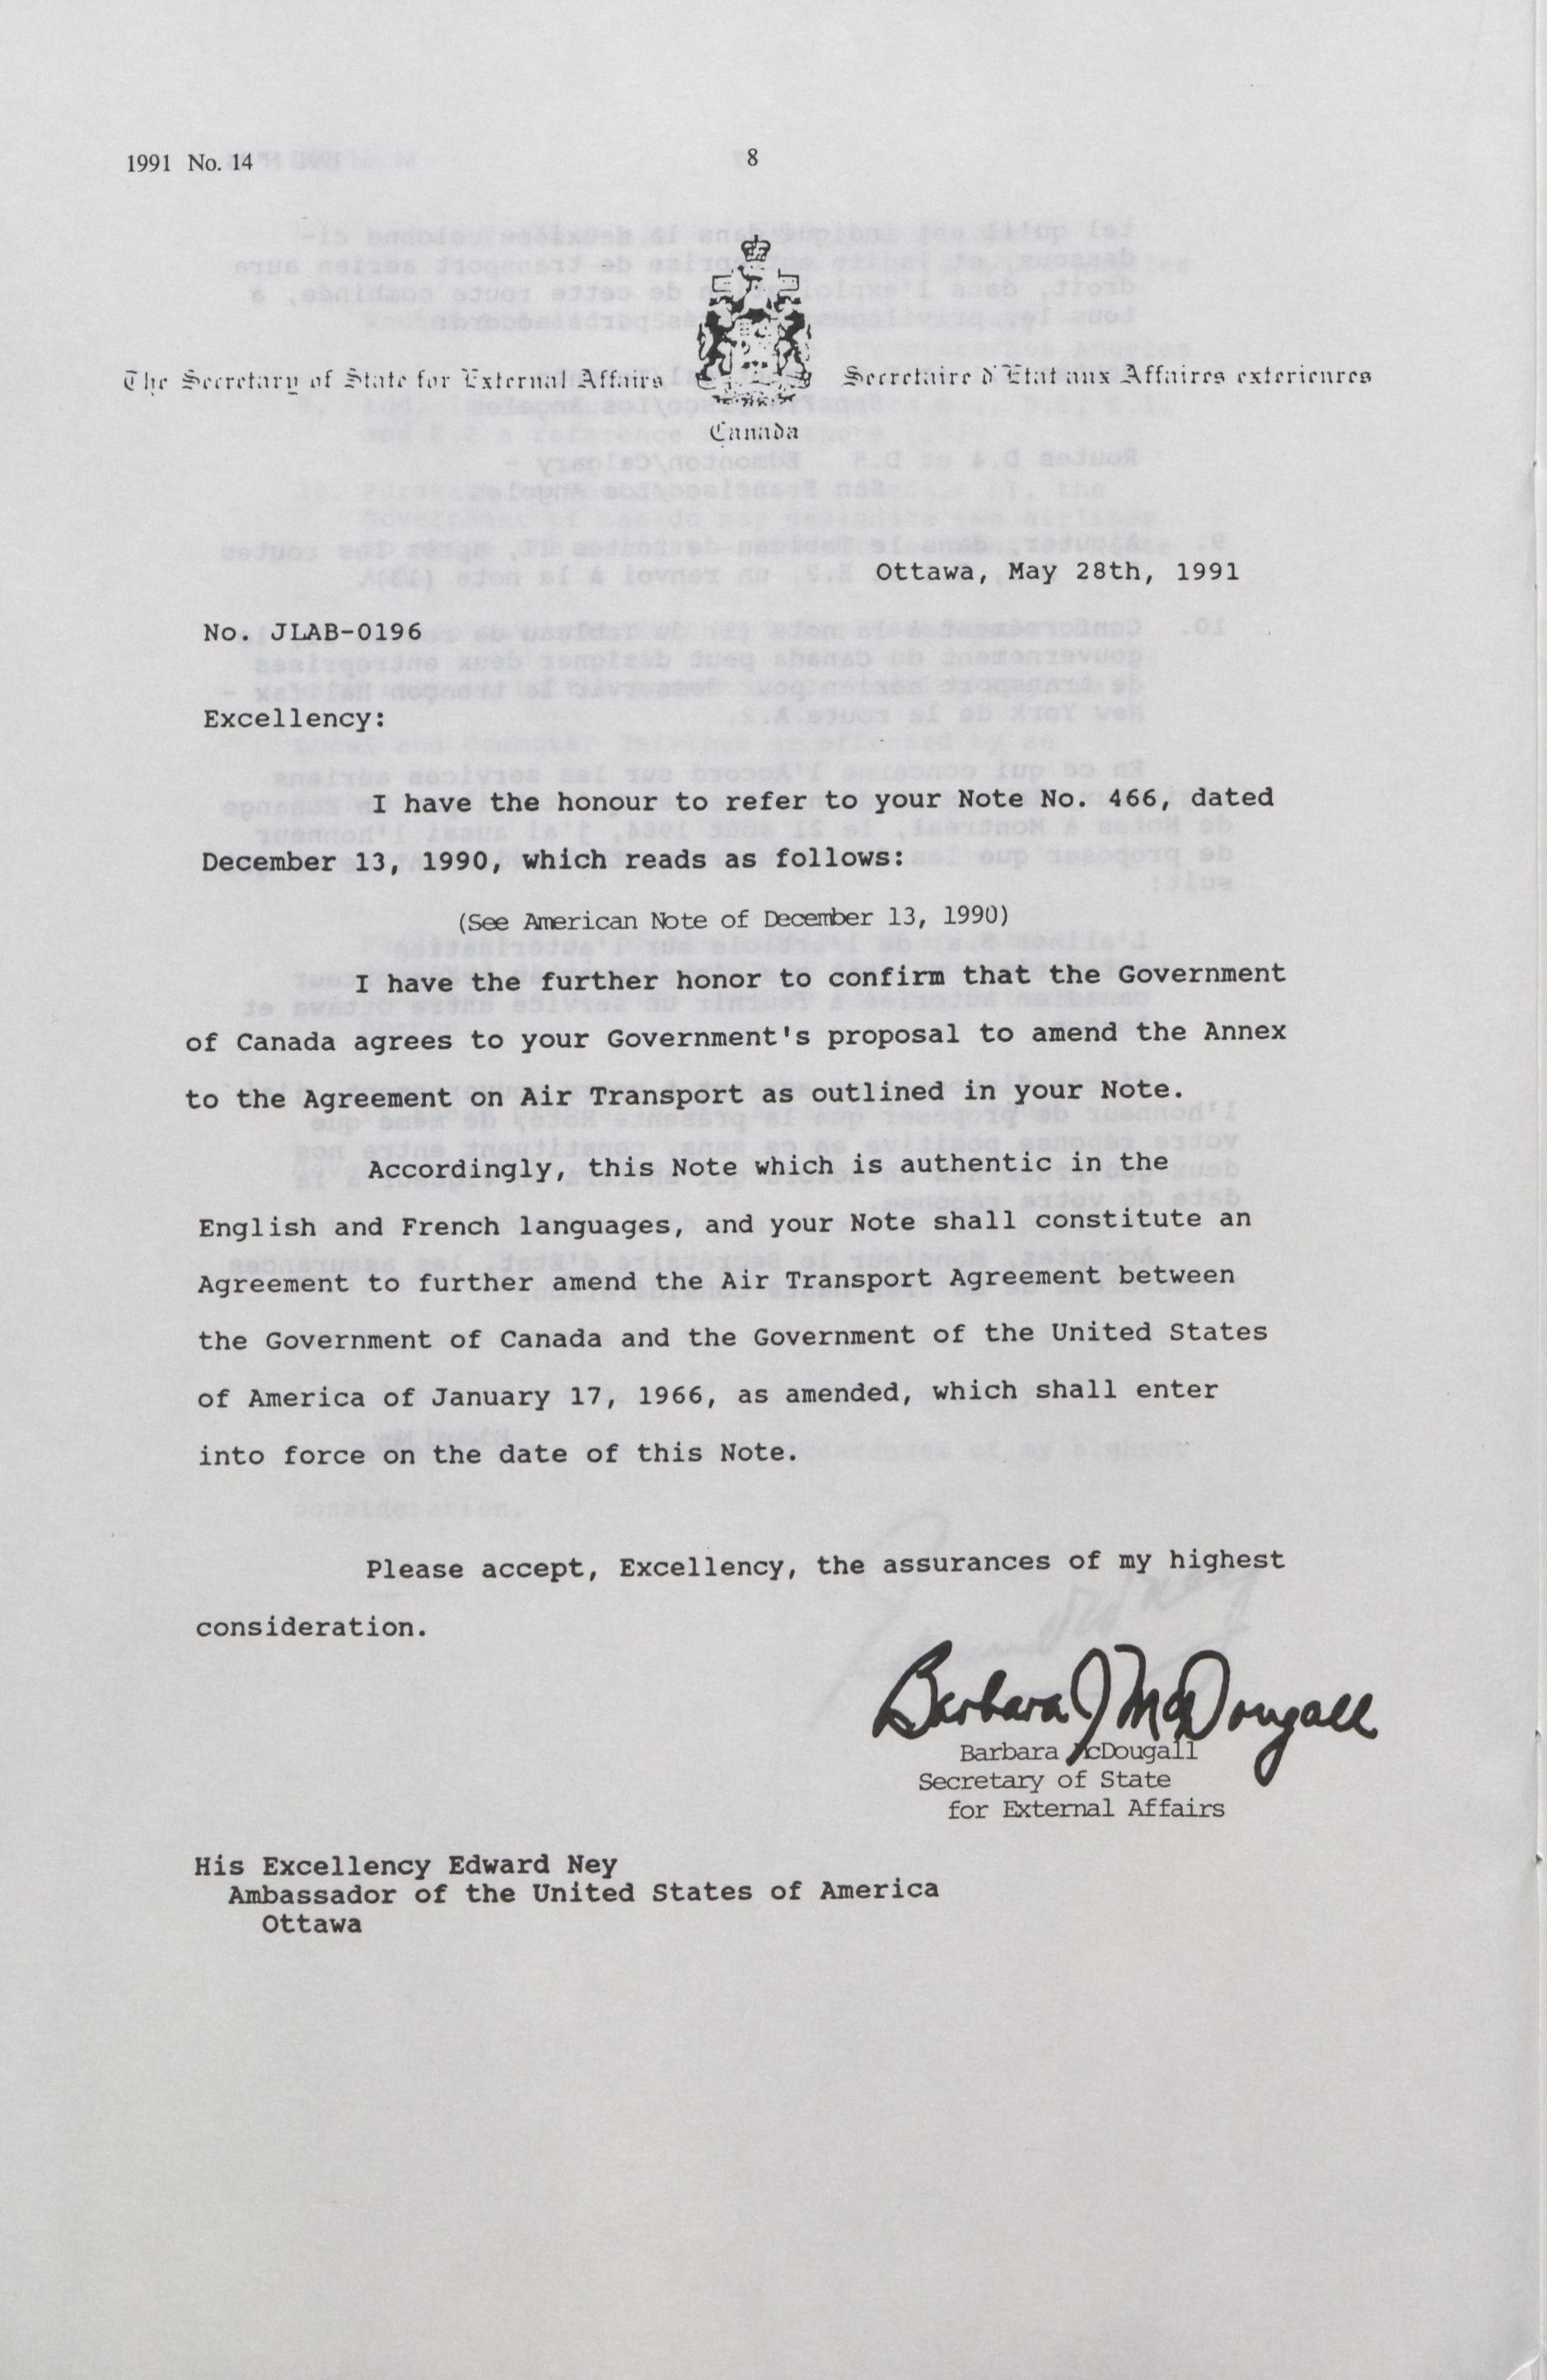 1991 No. 14
8
The Secretary of State for External Affairs
Secretaire d'Etat aux Affaires exterieures
Canada
Ottawa, May 28th, 1991
No. JLAB-0196
Excellency:
I have the honour to refer to your Note No. 466, dated
December 13, 1990, which reads as follows:
(See American Note of December 13, 1990)
I have the further honor to confirm that the Government
of Canada agrees to your Government's proposal to amend the Annex
to the Agreement on Air Transport as outlined in your Note.
Accordingly, this Note which is authentic in the
English and French languages, and your Note shall constitute an
Agreement to further amend the Air Transport Agreement between
the Government of Canada and the Government of the United States
of America of January 17, 1966, as amended, which shall enter
into force on the date of this Note.
Please accept, Excellency, the assurances of my highest
consideration.
Barbara J McDougall
Barbara McDougall
Secretary of State
for External Affairs
His Excellency Edward Ney
Ambassador of the United States of America
Ottawa